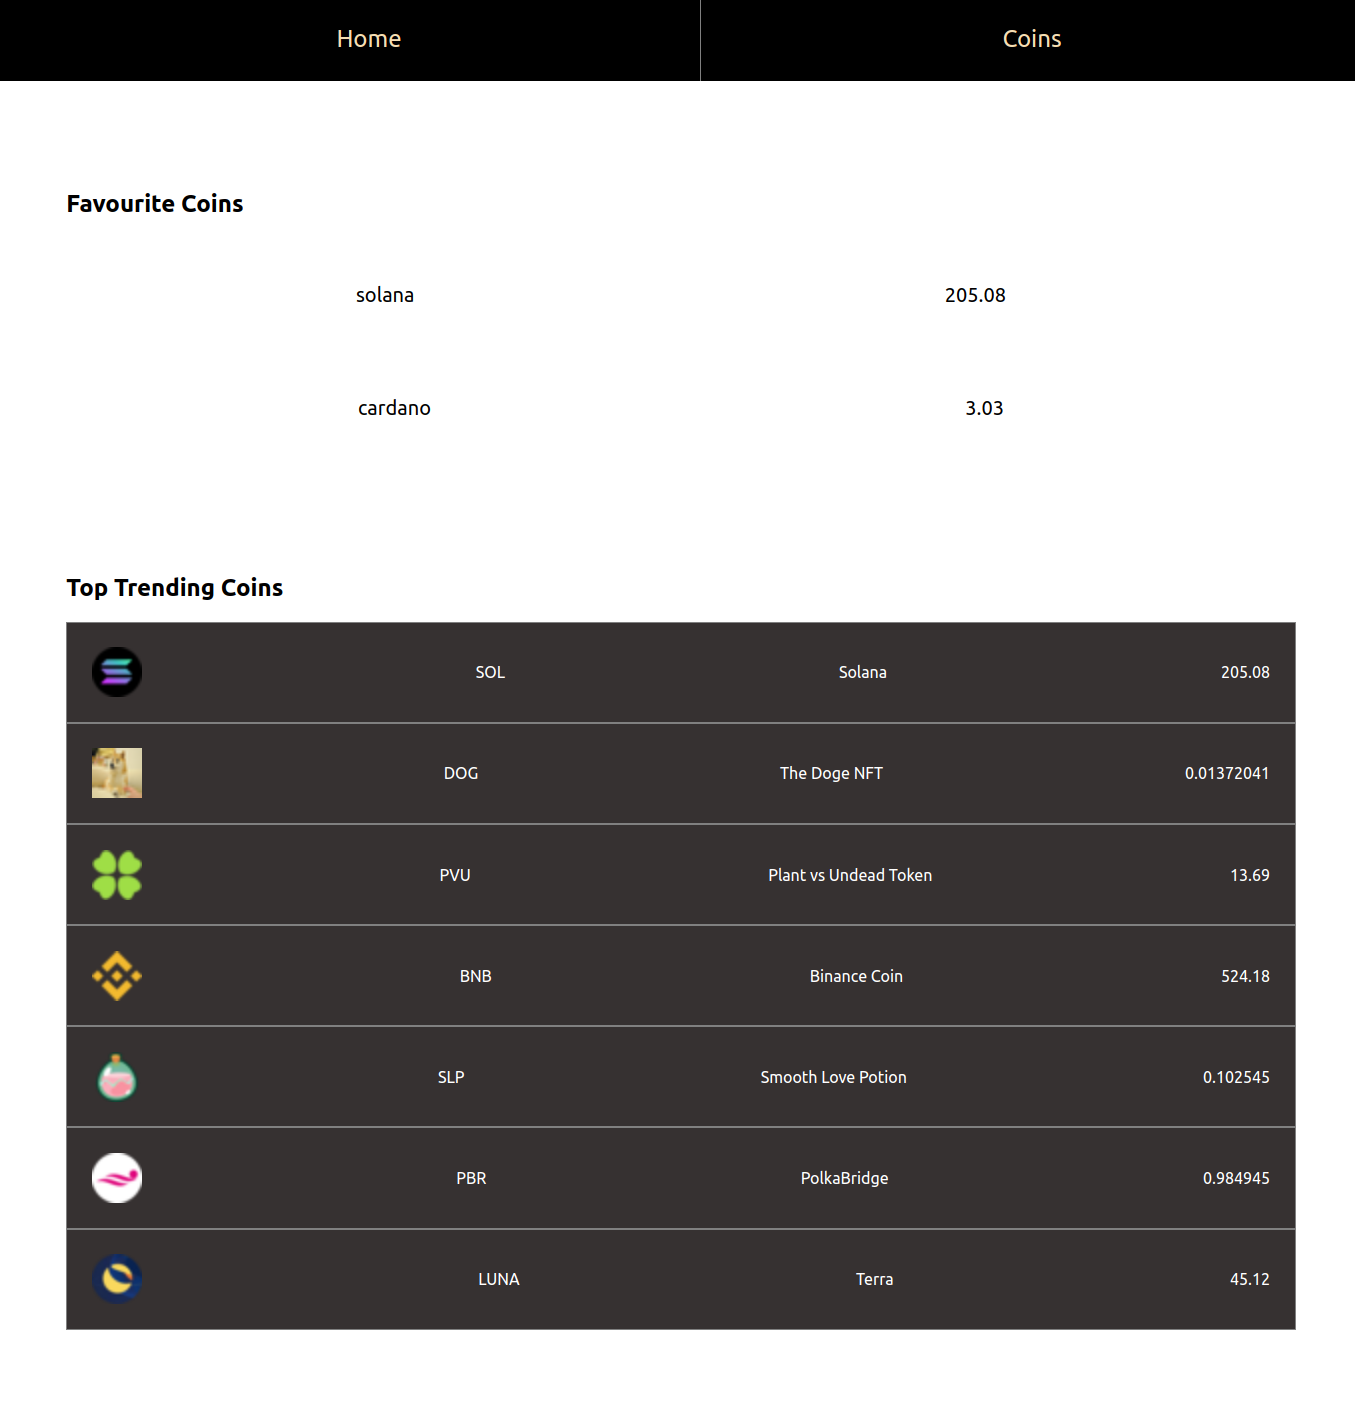 Home Coins
Favourite Coins
solana 205.08
cardano 3.03
Top Trending Coins
SOL Solana 205.08
DOG The Doge NFT 0.01372041
PVU Plant vs Undead Token 13.69
BNB Binance Coin 524.18
SLP Smooth Love Potion 0.102545
PBR PolkaBridge 0.984945
LUNA Terra 45.12